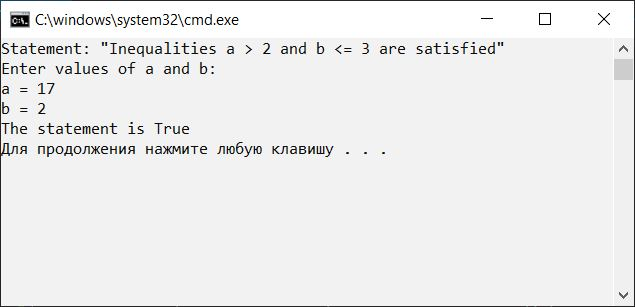 C:\windows\system32\cmd.exe
Statement: "Inequalities a > 2 and b <= 3 are satisfied"
Enter values of a and b:
a = 17
b = 2
The statement is True
Для продолжения нажмите любую клавишу . . .